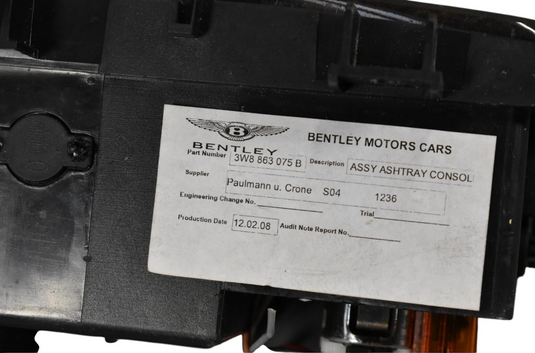 B
BENTLEY
BENTLEY MOTORS CARS
Part Number 3W8 863 075 B Description ASSY ASHTRAY CONSOL
Supplier
Paulmann u. Crone S04 1236
Engineering Change No. Trial
Production Date 12.02.08 Audit Note Report No.